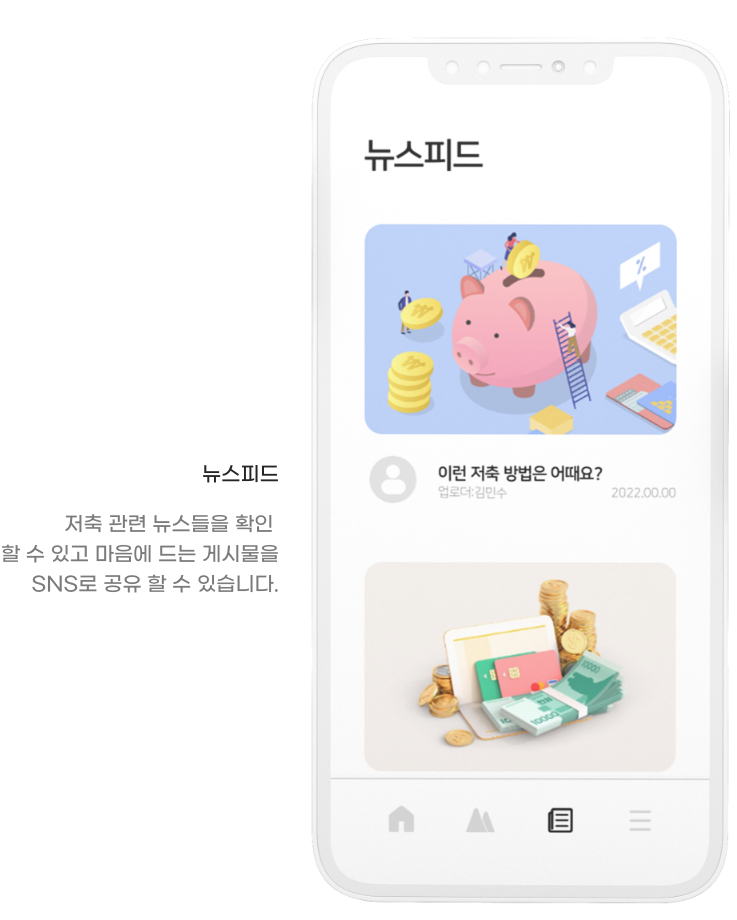 뉴스피드
저축 관련 뉴스들을 확인
할 수 있고 마음에 드는 게시물을
SNS로 공유 할 수 있습니다.
뉴스피드
%
이런 저축 방법은 어때요?
업로더:김민수
2022.00.00
10000
10000